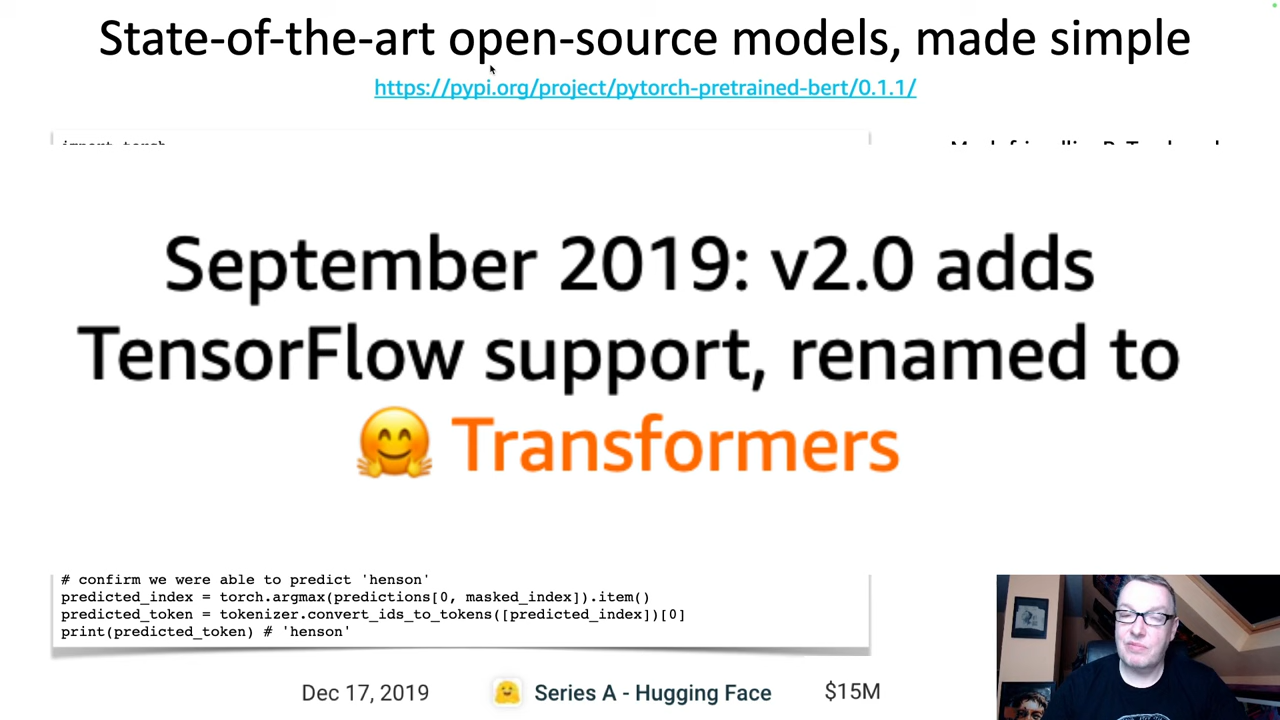 State-of-the-art open-source models, made simple
https://pypi.org/project/pytorch-pretrained-bert/0.1.1/
import torch
September 2019: v2.0 adds
TensorFlow support, renamed to
🤗 Transformers
# confirm we were able to predict 'henson'
predicted_index = torch.argmax(predictions[0, masked_index]).item()
predicted_token = tokenizer.convert_ids_to_tokens([predicted_index])[0]
print(predicted_token) # 'henson'
Dec 17, 2019 Series A - Hugging Face $15M